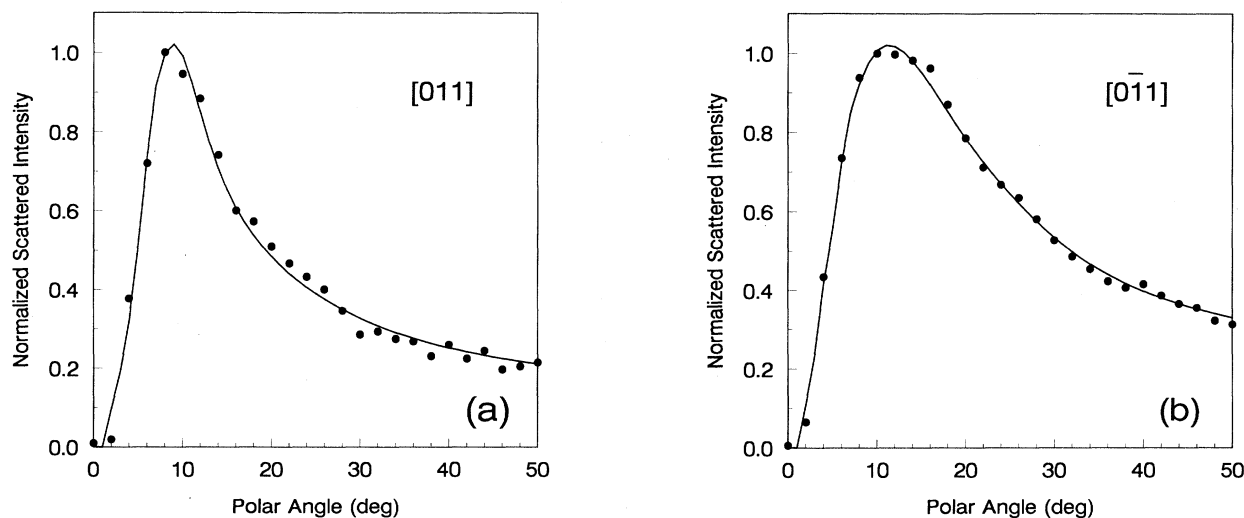 1.0
0.8
0.6
0.4
0.2
0.0
Normalized Scattered Intensity
[011]
(a)
0 10 20 30 40 50
Polar Angle (deg)
1.0
0.8
0.6
0.4
0.2
0.0
Normalized Scattered Intensity
[01̅1]
(b)
0 10 20 30 40 50
Polar Angle (deg)